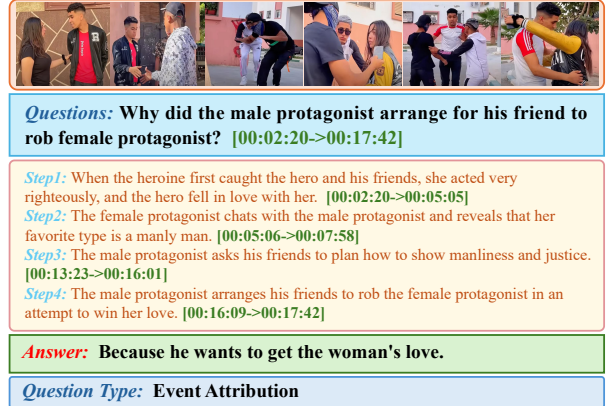 Questions: Why did the male protagonist arrange for his friend to
rob female protagonist? [00:02:20->00:17:42]
Step1: When the heroine first caught the hero and his friends, she acted very
righteously, and the hero fell in love with her. [00:02:20->00:05:05]
Step2: The female protagonist chats with the male protagonist and reveals that her
favorite type is a manly man. [00:05:06->00:07:58]
Step3: The male protagonist asks his friends to plan how to show manliness and justice.
[00:13:23->00:16:01]
Step4: The male protagonist arranges his friends to rob the female protagonist in an
attempt to win her love. [00:16:09->00:17:42]
Answer: Because he wants to get the woman's love.
Question Type: Event Attribution